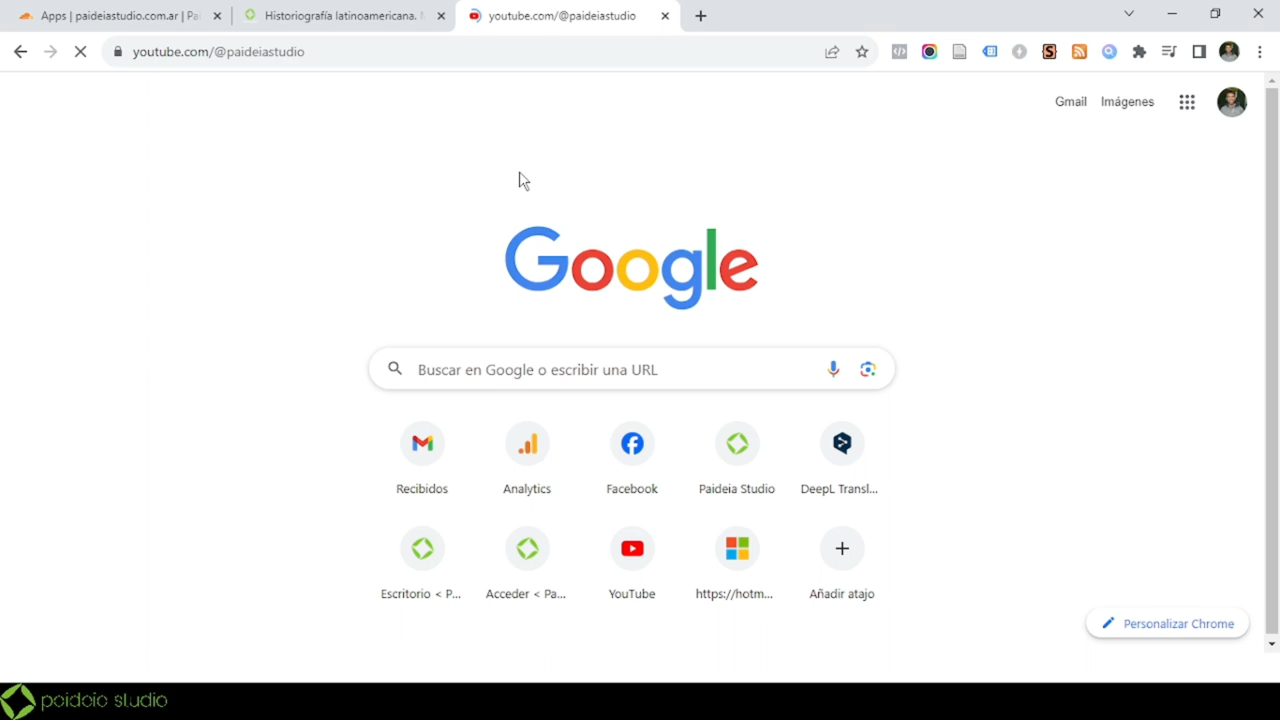 Apps | paideiastudio.com.ar | Pa
Historiografía latinoamericana. M
youtube.com/@paideiastudio
youtube.com/@paideiastudio
Gmail
Imágenes
Google
Buscar en Google o escribir una URL
Recibidos
Analytics
Facebook
Paideia Studio
DeepL Transl...
Escritorio < P...
Acceder < Pa...
YouTube
https://hotm...
Añadir atajo
Personalizar Chrome
paideia studio